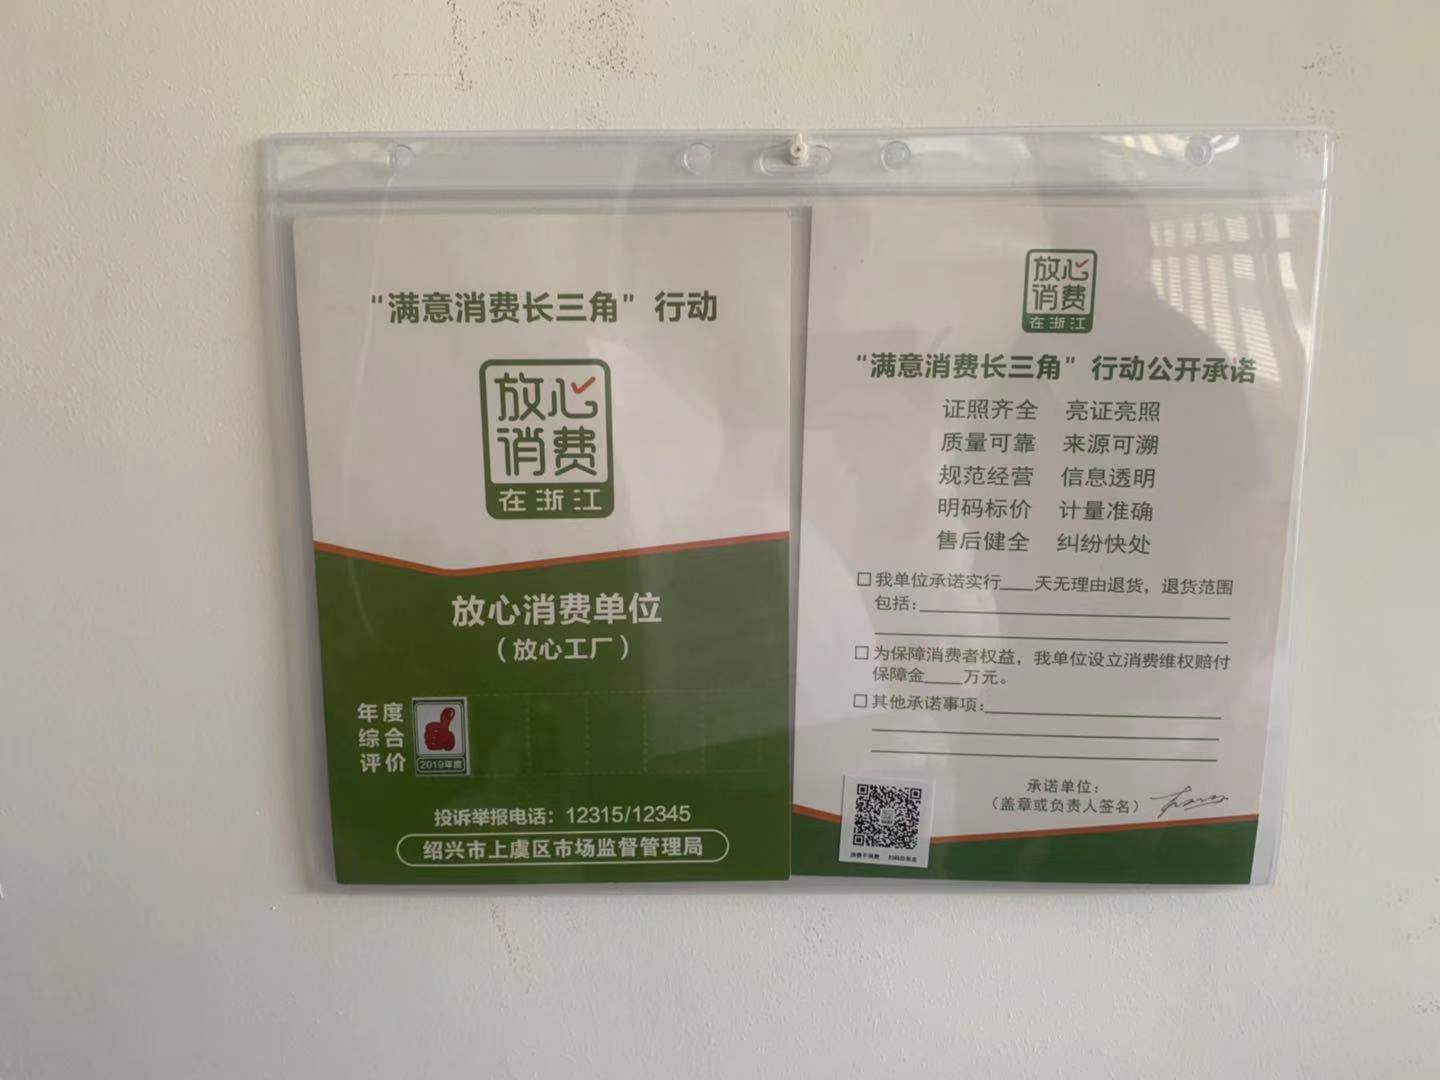 “满意消费长三角”行动
放心
消费
在浙江
放心消费单位
（放心工厂）
年度
综合
评价
2019年度
投诉举报电话：12315/12345
绍兴市上虞区市场监督管理局
放心
消费
在浙江
“满意消费长三角”行动公开承诺
证照齐全 亮证亮照
质量可靠 来源可溯
规范经营 信息透明
明码标价 计量准确
售后健全 纠纷快处
□我单位承诺实行___天无理由退货，退货范围
包括：
□为保障消费者权益，我单位设立消费维权赔付
保障金___万元。
□其他承诺事项：
承诺单位：
（盖章或负责人签名）